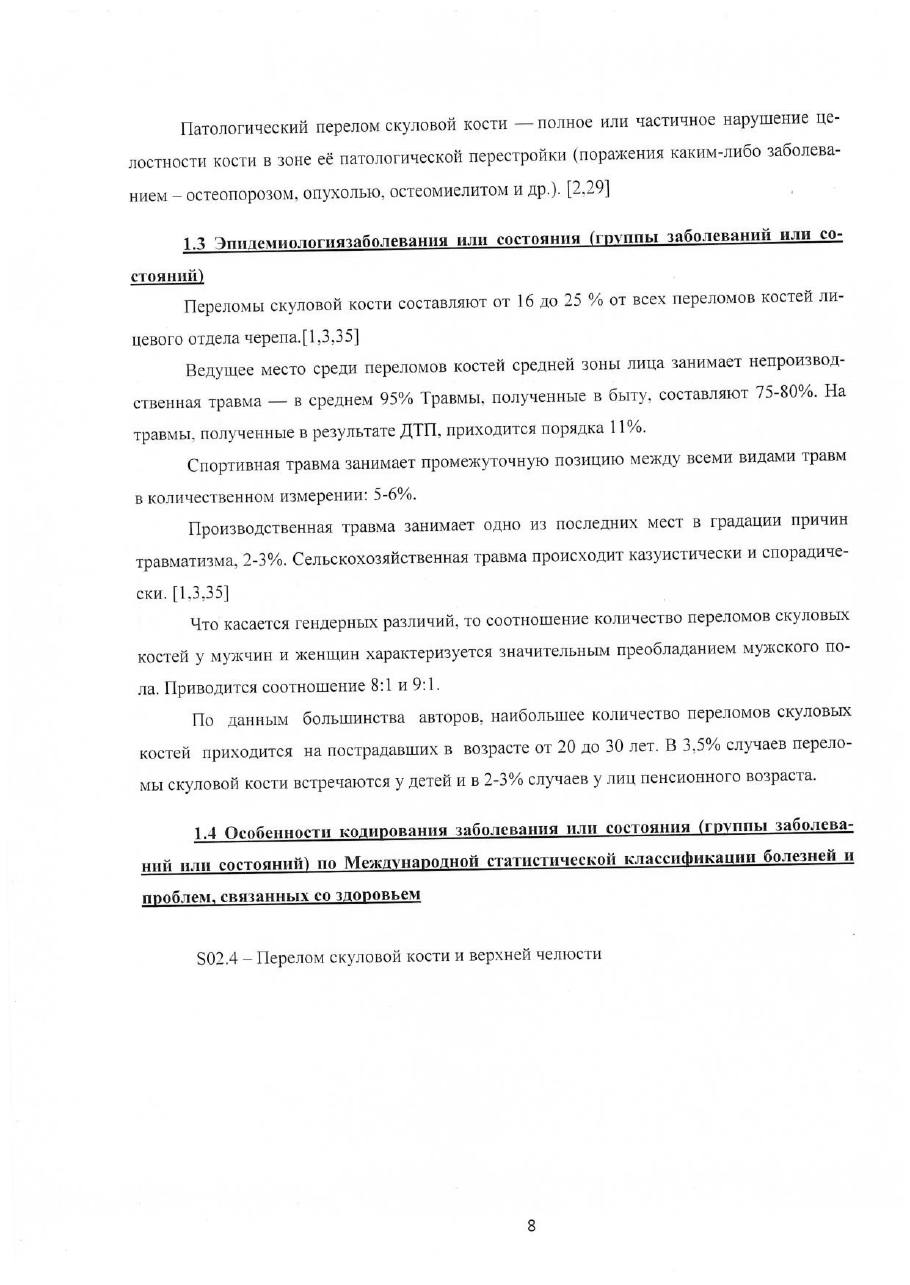 Патологический перелом скуловой кости — полное или частичное нарушение це-
лостности кости в зоне её патологической перестройки (поражения каким-либо заболева-
нием – остеопорозом, опухолью, остеомиелитом и др.). [2,29]
1.3 Эпидемиологиязаболевания или состояния (группы заболеваний или со-
стояний)
Переломы скуловой кости составляют от 16 до 25 % от всех переломов костей ли-
цевого отдела черепа.[1,3,35]
Ведущее место среди переломов костей средней зоны лица занимает непроизвод-
ственная травма — в среднем 95% Травмы, полученные в быту, составляют 75-80%. На
травмы, полученные в результате ДТП, приходится порядка 11%.
Спортивная травма занимает промежуточную позицию между всеми видами травм
в количественном измерении: 5-6%.
Производственная травма занимает одно из последних мест в градации причин
травматизма, 2-3%. Сельскохозяйственная травма происходит казуистически и спорадиче-
ски. [1,3,35]
Что касается гендерных различий, то соотношение количество переломов скуловых
костей у мужчин и женщин характеризуется значительным преобладанием мужского по-
ла. Приводится соотношение 8:1 и 9:1.
По данным большинства авторов, наибольшее количество переломов скуловых
костей приходится на пострадавших в возрасте от 20 до 30 лет. В 3,5% случаев перело-
мы скуловой кости встречаются у детей и в 2-3% случаев у лиц пенсионного возраста.
1.4 Особенности кодирования заболевания или состояния (группы заболева-
ний или состояний) по Международной статистической классификации болезней и
проблем, связанных со здоровьем
S02.4 – Перелом скуловой кости и верхней челюсти
8